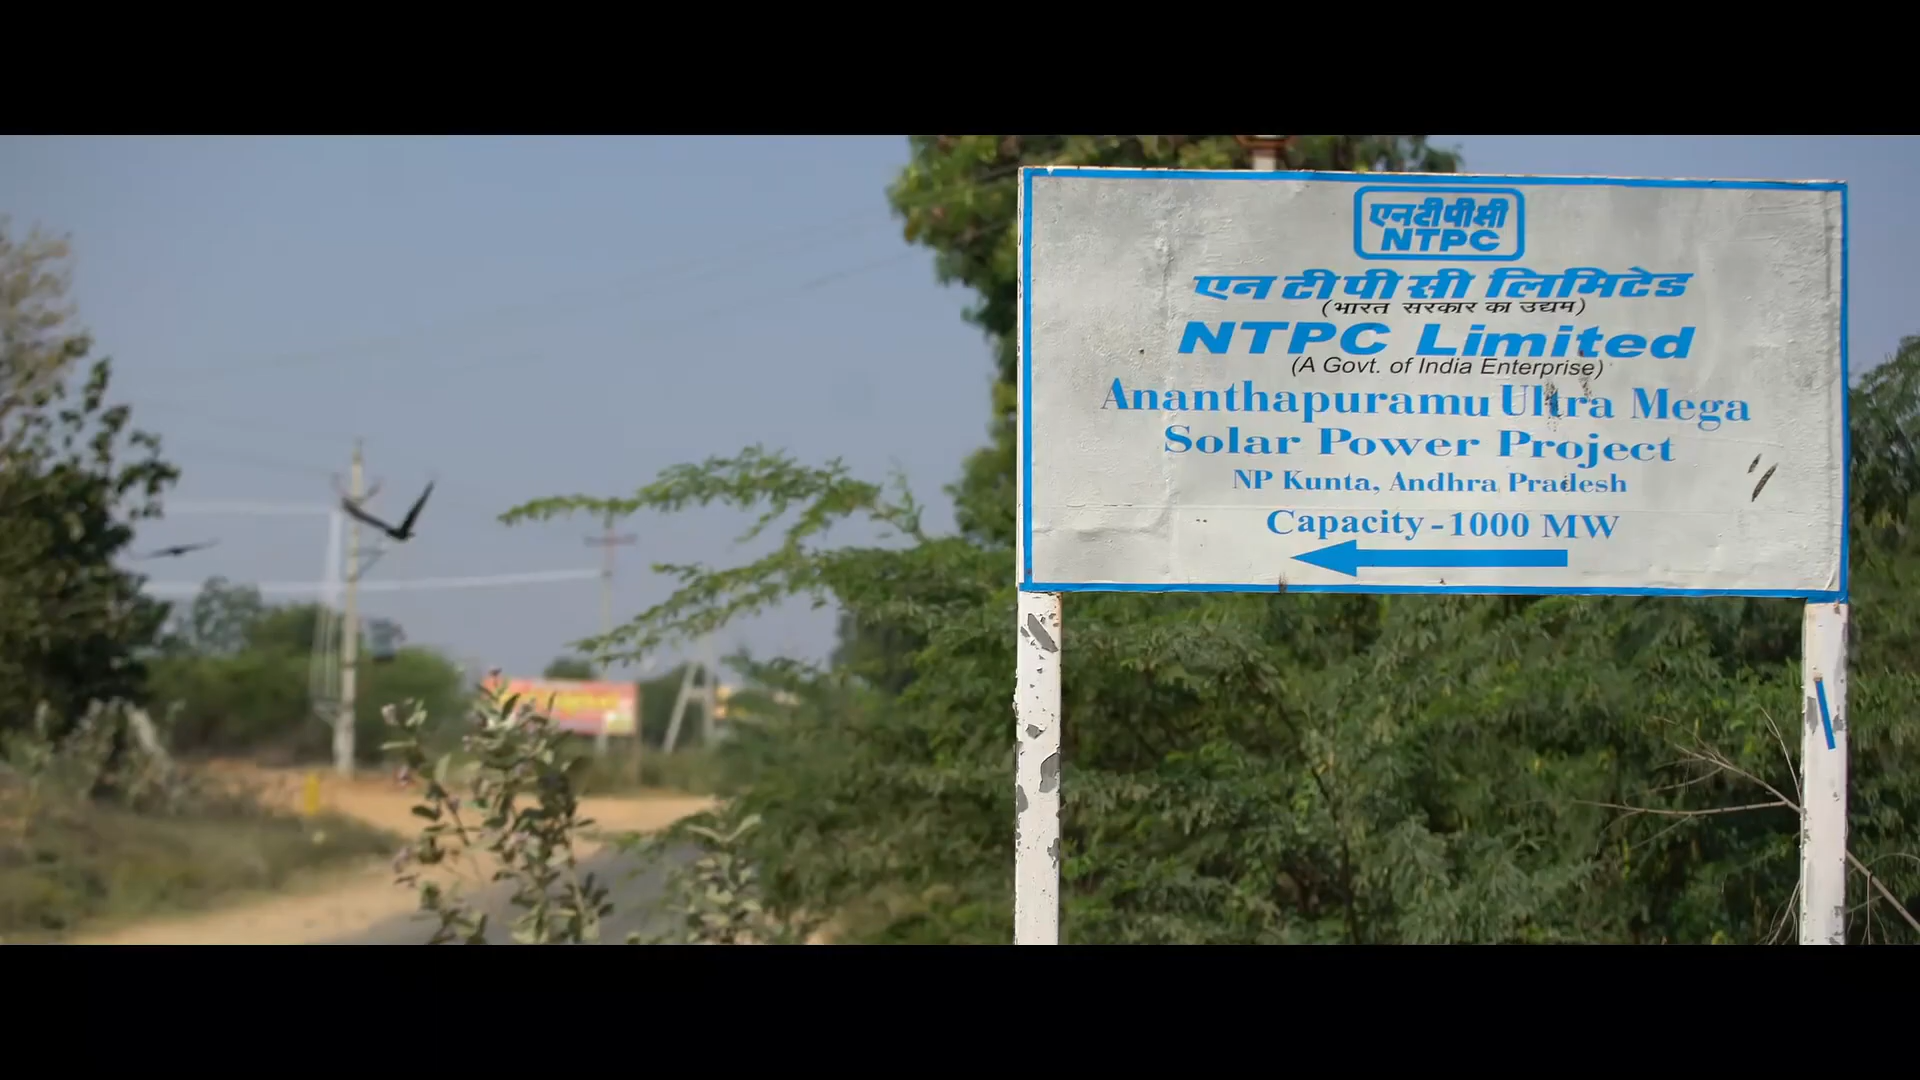 एनटीपीसी
NTPC
एन टी पी सी लिमिटेड
(भारत सरकार का उद्यम)
NTPC Limited
(A Govt. of India Enterprise)
Ananthapuramu Ultra Mega
Solar Power Project
NP Kunta, Andhra Pradesh
Capacity - 1000 MW